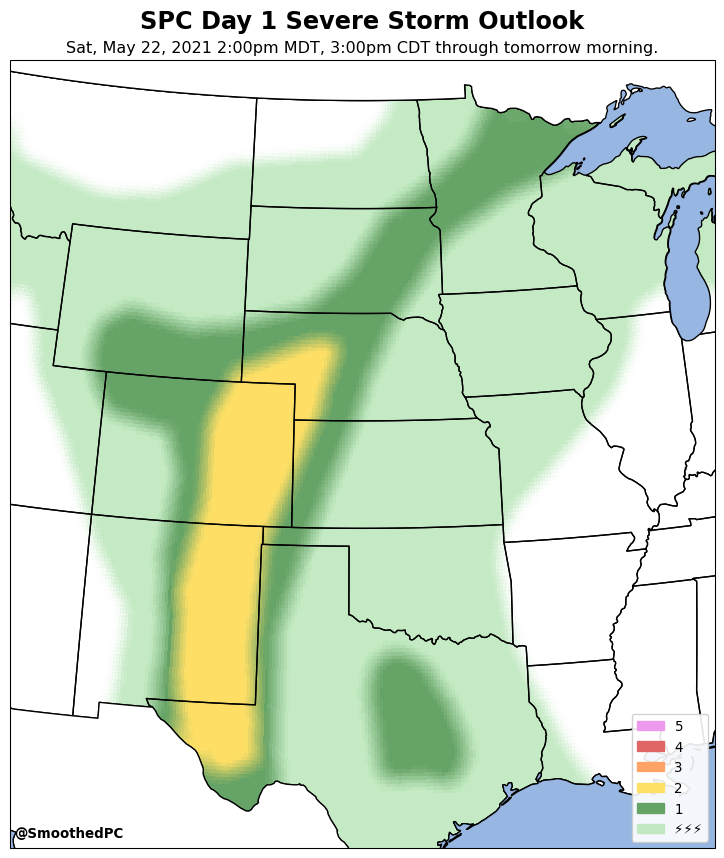 SPC Day 1 Severe Storm Outlook
Sat, May 22, 2021 2:00pm MDT, 3:00pm CDT through tomorrow morning.
5
4
3
2
1
⚡⚡⚡
@SmoothedPC